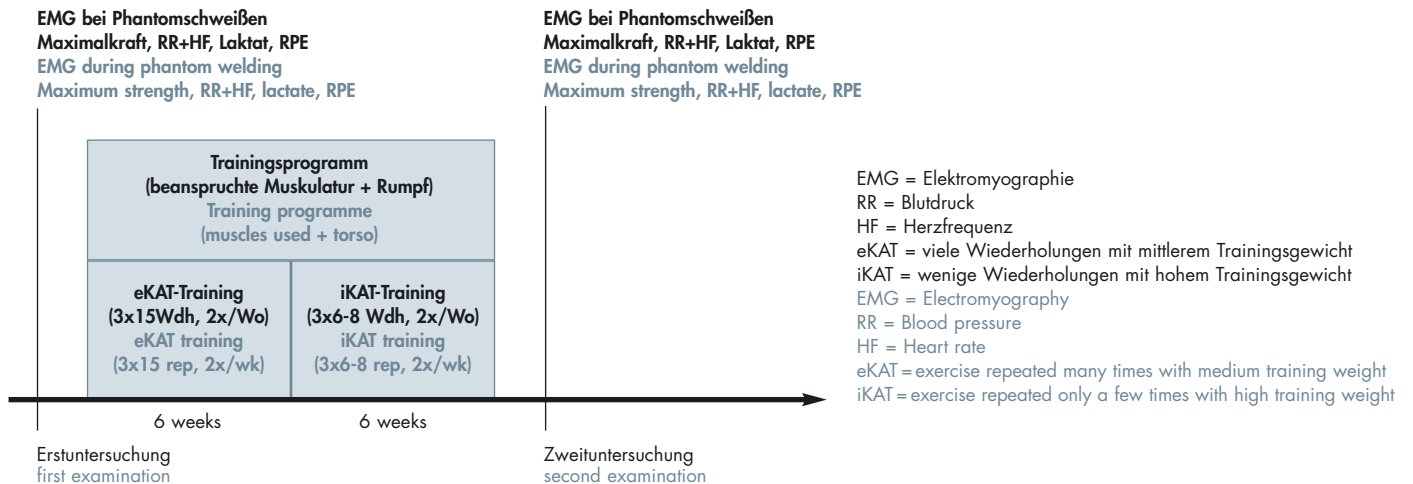 EMG bei Phantomschweißen
Maximalkraft, RR+HF, Laktat, RPE
EMG during phantom welding
Maximum strength, RR+HF, lactate, RPE
EMG bei Phantomschweißen
Maximalkraft, RR+HF, Laktat, RPE
EMG during phantom welding
Maximum strength, RR+HF, lactate, RPE
Trainingsprogramm
(beanspruchte Muskulatur + Rumpf)
Training programme
(muscles used + torso)
eKAT-Training
(3x15Wdh, 2x/Wo)
eKAT training
(3x15 rep, 2x/wk)
iKAT-Training
(3x6-8 Wdh, 2x/Wo)
iKAT training
(3x6-8 rep, 2x/wk)
6 weeks
6 weeks
Erstuntersuchung
first examination
Zweituntersuchung
second examination
EMG = Elektromyographie
RR = Blutdruck
HF = Herzfrequenz
eKAT = viele Wiederholungen mit mittlerem Trainingsgewicht
iKAT = wenige Wiederholungen mit hohem Trainingsgewicht
EMG = Electromyography
RR = Blood pressure
HF = Heart rate
eKAT = exercise repeated many times with medium training weight
iKAT = exercise repeated only a few times with high training weight